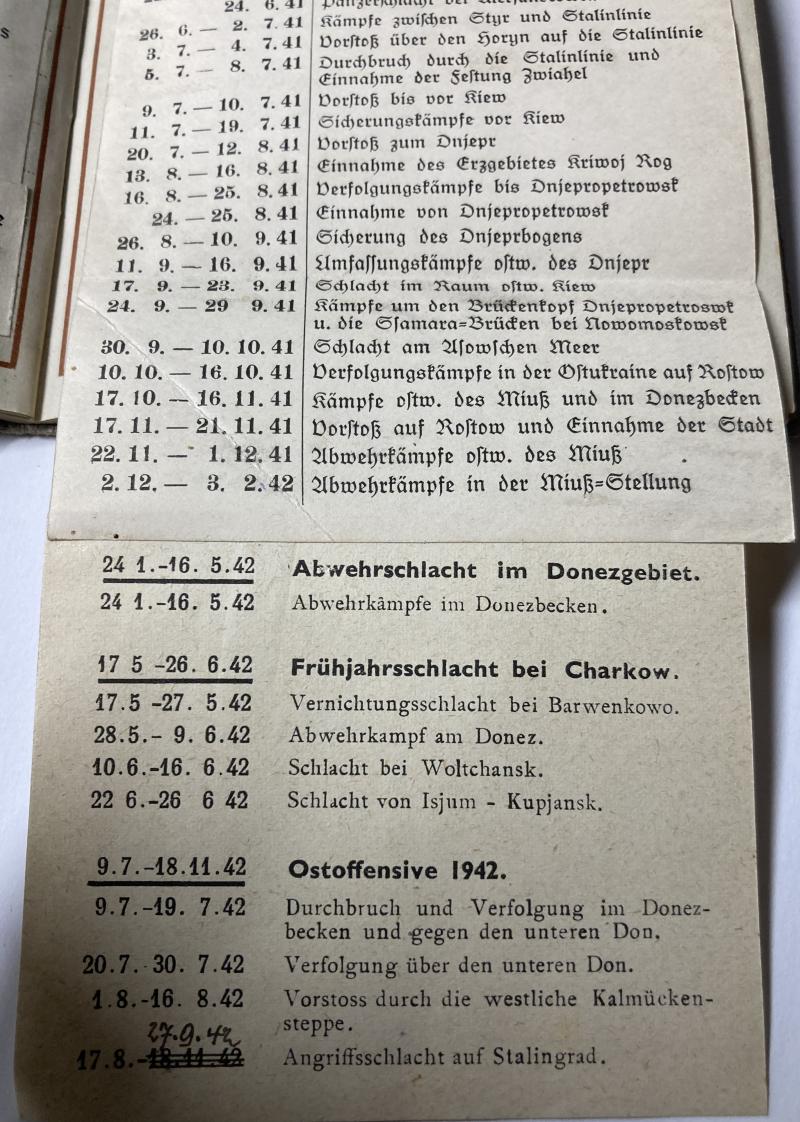 24. 6. 41
26. 6. — 2. 7. 41 Kämpfe zwischen Styr und Stalinlinie
3. 7. — 4. 7. 41 Vorstoß über den Horyn auf die Stalinlinie
5. 7. — 8. 7. 41 Durchbruch durch die Stalinlinie und
Einnahme der Festung Zwiahel
9. 7. — 10. 7. 41 Vorstoß bis vor Kiew
11. 7. — 19. 7. 41 Sicherungskämpfe vor Kiew
20. 7. — 12. 8. 41 Vorstoß zum Dnjepr
13. 8. — 16. 8. 41 Einnahme des Erzgebietes Kriwoj Rog
16. 8. — 25. 8. 41 Verfolgungskämpfe bis Dnjepropetrowsk
24. — 25. 8. 41 Einnahme von Dnjepropetrowsk
26. 8. — 10. 9. 41 Sicherung des Dnjeprbogens
11. 9. — 16. 9. 41 Umfassungskämpfe ostw. des Dnjepr
17. 9. — 23. 9. 41 Schlacht im Raum ostw. Kiew
24. 9. — 29 9. 41 Kämpfe um den Brückenkopf Dnjepropetroswk
u. die Ssamara=Brücken bei Nowomoskowsk
30. 9. — 10. 10. 41 Schlacht am Asowschen Meer
10. 10. — 16. 10. 41 Verfolgungskämpfe in der Ostukraine auf Rostow
17. 10. — 16. 11. 41 Kämpfe ostw. des Miuß und im Donezbecken
17. 11. — 21. 11. 41 Vorstoß auf Rostow und Einnahme der Stadt
22. 11. — 1. 12. 41 Abwehrkämpfe ostw. des Miuß
2. 12. — 3. 2. 42 Abwehrkämpfe in der Miuß=Stellung
24 1.-16. 5.42 Abwehrschlacht im Donezgebiet.
24 1.-16. 5.42 Abwehrkämpfe im Donezbecken.
17 5 -26. 6.42 Frühjahrsschlacht bei Charkow.
17.5 -27. 5.42 Vernichtungsschlacht bei Barwenkowo.
28.5.- 9. 6.42 Abwehrkampf am Donez.
10.6.-16. 6.42 Schlacht bei Woltchansk.
22 6.-26 6 42 Schlacht von Isjum - Kupjansk.
9.7.-18.11.42 Ostoffensive 1942.
9.7.-19. 7.42 Durchbruch und Verfolgung im Donez-
becken und gegen den unteren Don.
20.7.-30. 7.42 Verfolgung über den unteren Don.
1.8.-16. 8.42 Vorstoss durch die westliche Kalmücken-
steppe.
27.9.42
17.8.-18.11.42 Angriffsschlacht auf Stalingrad.